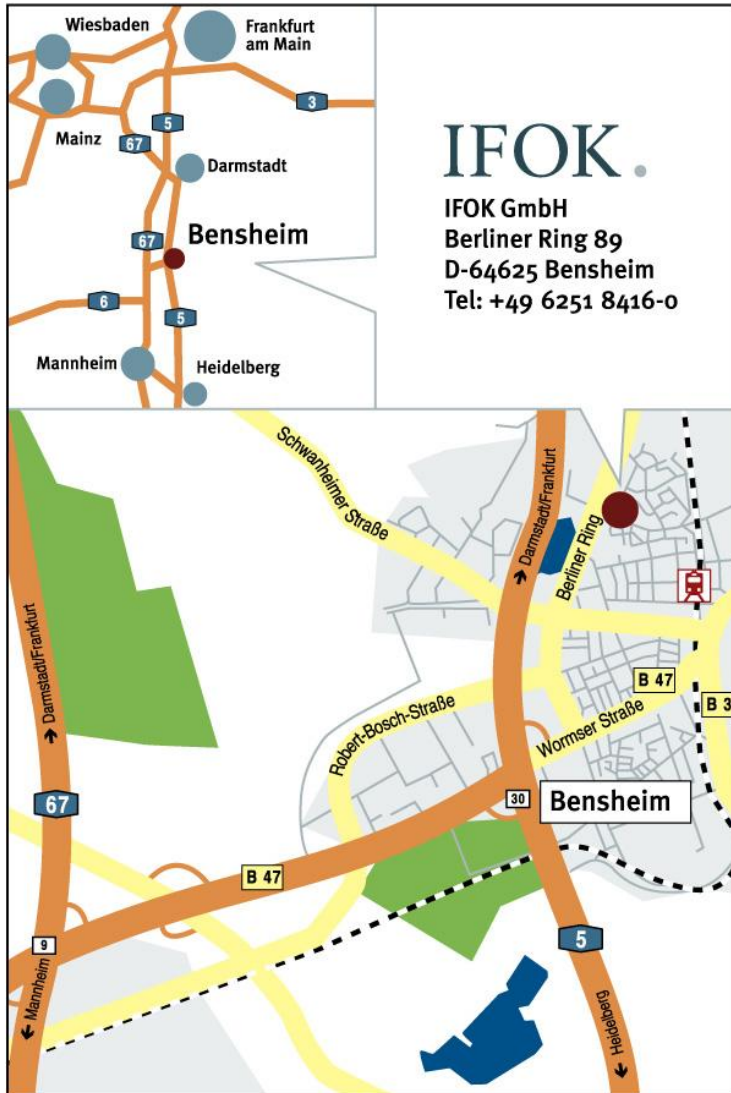 Wiesbaden
Frankfurt
am Main
3
5
Mainz
67
Darmstadt
67
Bensheim
6
5
Mannheim
Heidelberg
IFOK.
IFOK GmbH
Berliner Ring 89
D-64625 Bensheim
Tel: +49 6251 8416-0
Schwanheimer Straße
Darmstadt/Frankfurt
Berliner Ring
Darmstadt/Frankfurt
B 47
B 3
Robert-Bosch-Straße
Wormser Straße
67
30
Bensheim
B 47
5
9
Mannheim
Heidelberg